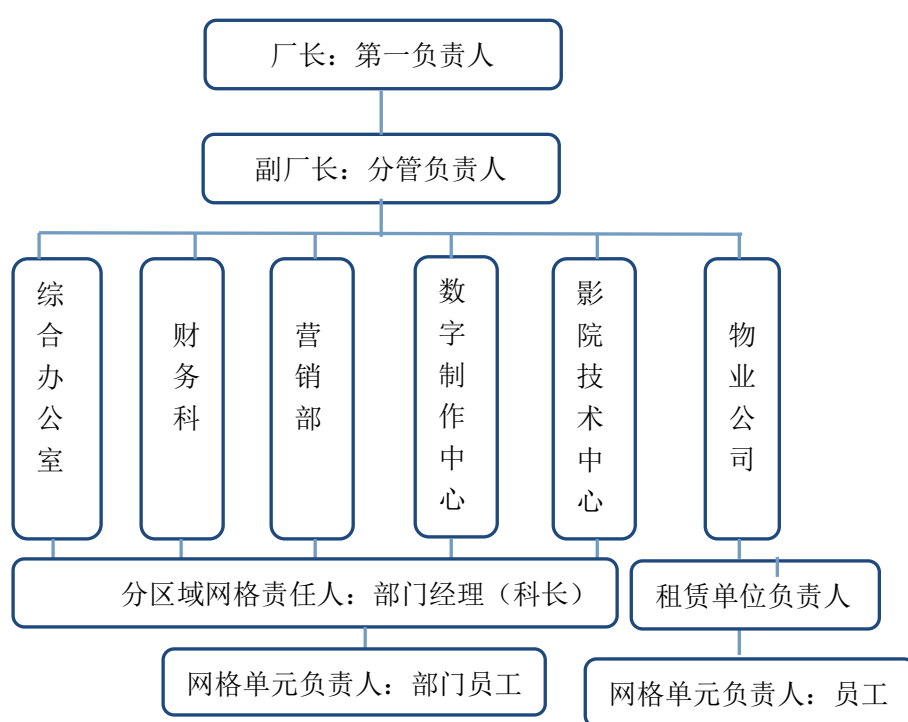 厂长：第一负责人
副厂长：分管负责人
综合办公室
财务科
营销部
数字制作中心
影院技术中心
物业公司
分区域网格责任人：部门经理（科长）
租赁单位负责人
网格单元负责人：部门员工
网格单元负责人：员工